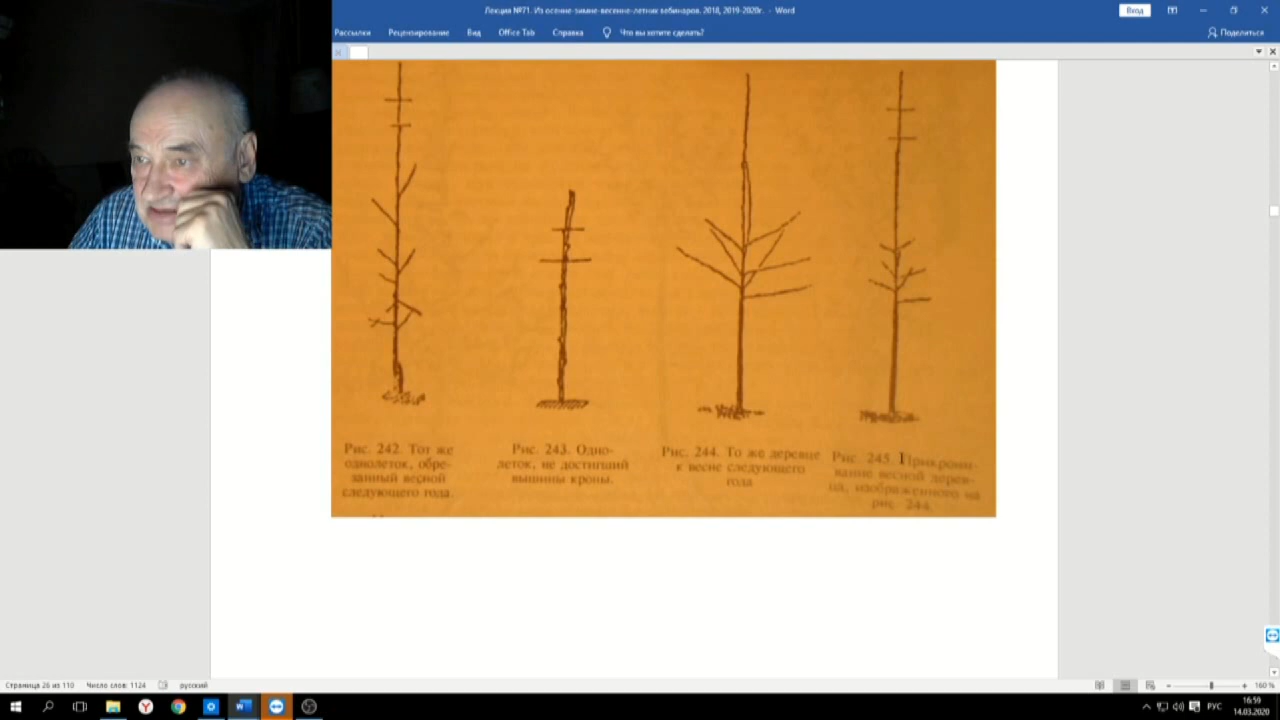 Лекция №71. Из осенне-зимне-весенне-летних вебинаров. 2018, 2019-2020г. - Word
Вход
Рассылки Рецензирование Вид Office Tab Справка Что вы хотите сделать? Поделиться
Рис. 242. Тот же
однолеток, обре-
занный весной
следующего года.
Рис. 243. Одно-
леток, не достигший
вышины кроны.
Рис. 244. То же деревце
к весне следующего
года
Рис. 245. Прикрони-
вание весной дерев-
ца, изображенного на
рис. 244.
Страница 26 из 110 Число слов: 1124 русский 160 %
РУС
16:59
14.03.2020